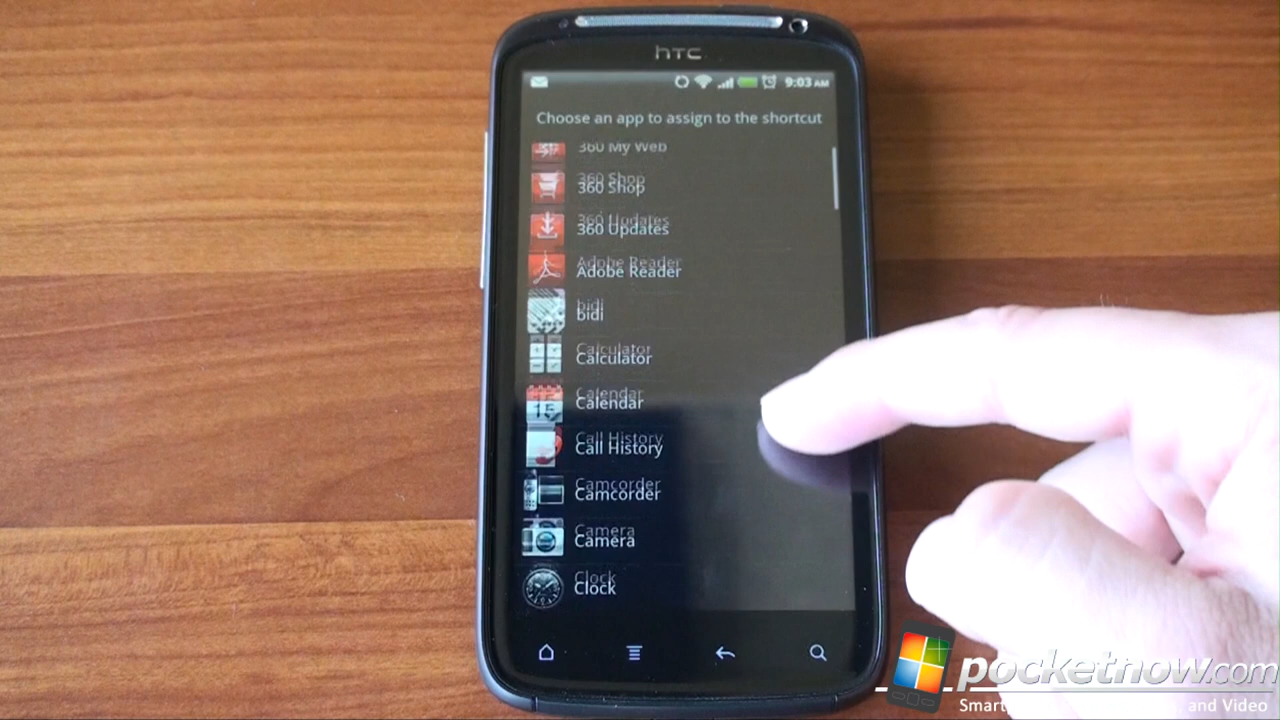 hTC
9:03 AM
Choose an app to assign to the shortcut
360 My Web
360 Shop
360 Updates
Adobe Reader
bidi
Calculator
Calendar
15
Call History
Camcorder
Camera
Clock
pocketnow.com
and Video